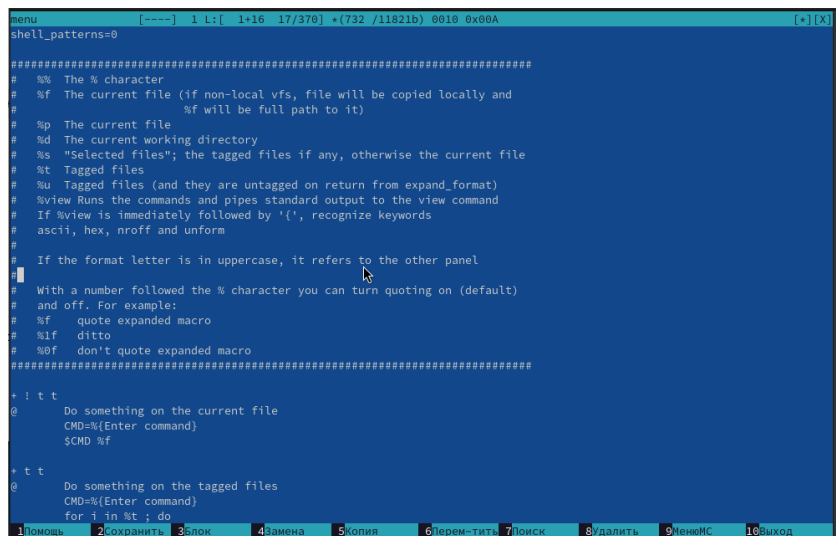 menu [----] 1 L:[ 1+16 17/370] *(732 /11821b) 0010 0x00A [*][X]
shell_patterns=0
##############################################################################
# %% The % character
# %f The current file (if non-local vfs, file will be copied locally and
# %f will be full path to it)
# %p The current file
# %d The current working directory
# %s "Selected files"; the tagged files if any, otherwise the current file
# %t Tagged files
# %u Tagged files (and they are untagged on return from expand_format)
# %view Runs the commands and pipes standard output to the view command
# If %view is immediately followed by '{', recognize keywords
# ascii, hex, nroff and unform
#
# If the format letter is in uppercase, it refers to the other panel
#
# With a number followed the % character you can turn quoting on (default)
# and off. For example:
# %f quote expanded macro
# %1f ditto
# %0f don't quote expanded macro
##############################################################################
+ ! t t
@ Do something on the current file
CMD=%{Enter command}
$CMD %f
+ t t
@ Do something on the tagged files
CMD=%{Enter command}
for i in %t ; do
1Помощь 2Сохранить 3Блок 4Замена 5Копия 6Перем~тить 7Поиск 8Удалить 9МенюMC 10Выход